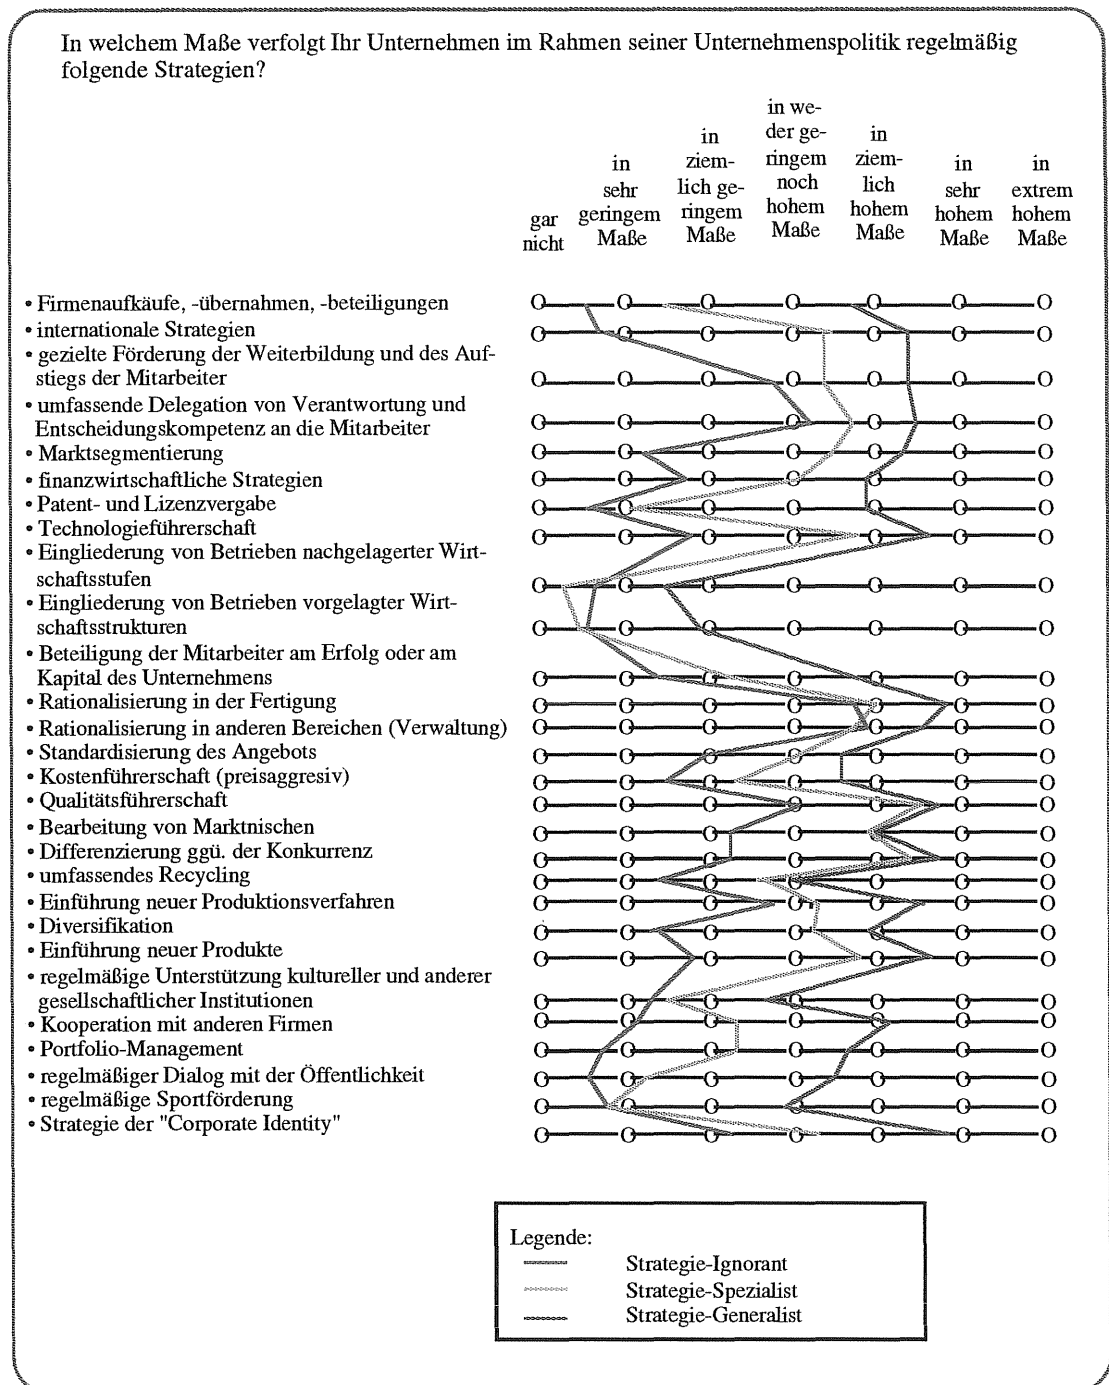 In welchem Maße verfolgt Ihr Unternehmen im Rahmen seiner Unternehmenspolitik regelmäßig
folgende Strategien?
gar
nicht
in
sehr
geringem
Maße
in
ziem-
lich ge-
ringem
Maße
in we-
der ge-
ringem
noch
hohem
Maße
in
ziem-
lich
hohem
Maße
in
sehr
hohem
Maße
in
extrem
hohem
Maße
• Firmenaufkäufe, -übernahmen, -beteiligungen
• internationale Strategien
• gezielte Förderung der Weiterbildung und des Auf-
stiegs der Mitarbeiter
• umfassende Delegation von Verantwortung und
Entscheidungskompetenz an die Mitarbeiter
• Marktsegmentierung
• finanzwirtschaftliche Strategien
• Patent- und Lizenzvergabe
• Technologieführerschaft
• Eingliederung von Betrieben nachgelagerter Wirt-
schaftsstufen
• Eingliederung von Betrieben vorgelagter Wirt-
schaftsstrukturen
• Beteiligung der Mitarbeiter am Erfolg oder am
Kapital des Unternehmens
• Rationalisierung in der Fertigung
• Rationalisierung in anderen Bereichen (Verwaltung)
• Standardisierung des Angebots
• Kostenführerschaft (preisaggresiv)
• Qualitätsführerschaft
• Bearbeitung von Marktnischen
• Differenzierung ggü. der Konkurrenz
• umfassendes Recycling
• Einführung neuer Produktionsverfahren
• Diversifikation
• Einführung neuer Produkte
• regelmäßige Unterstützung kultureller und anderer
gesellschaftlicher Institutionen
• Kooperation mit anderen Firmen
• Portfolio-Management
• regelmäßiger Dialog mit der Öffentlichkeit
• regelmäßige Sportförderung
• Strategie der "Corporate Identity"
Legende:
Strategie-Ignorant
Strategie-Spezialist
Strategie-Generalist